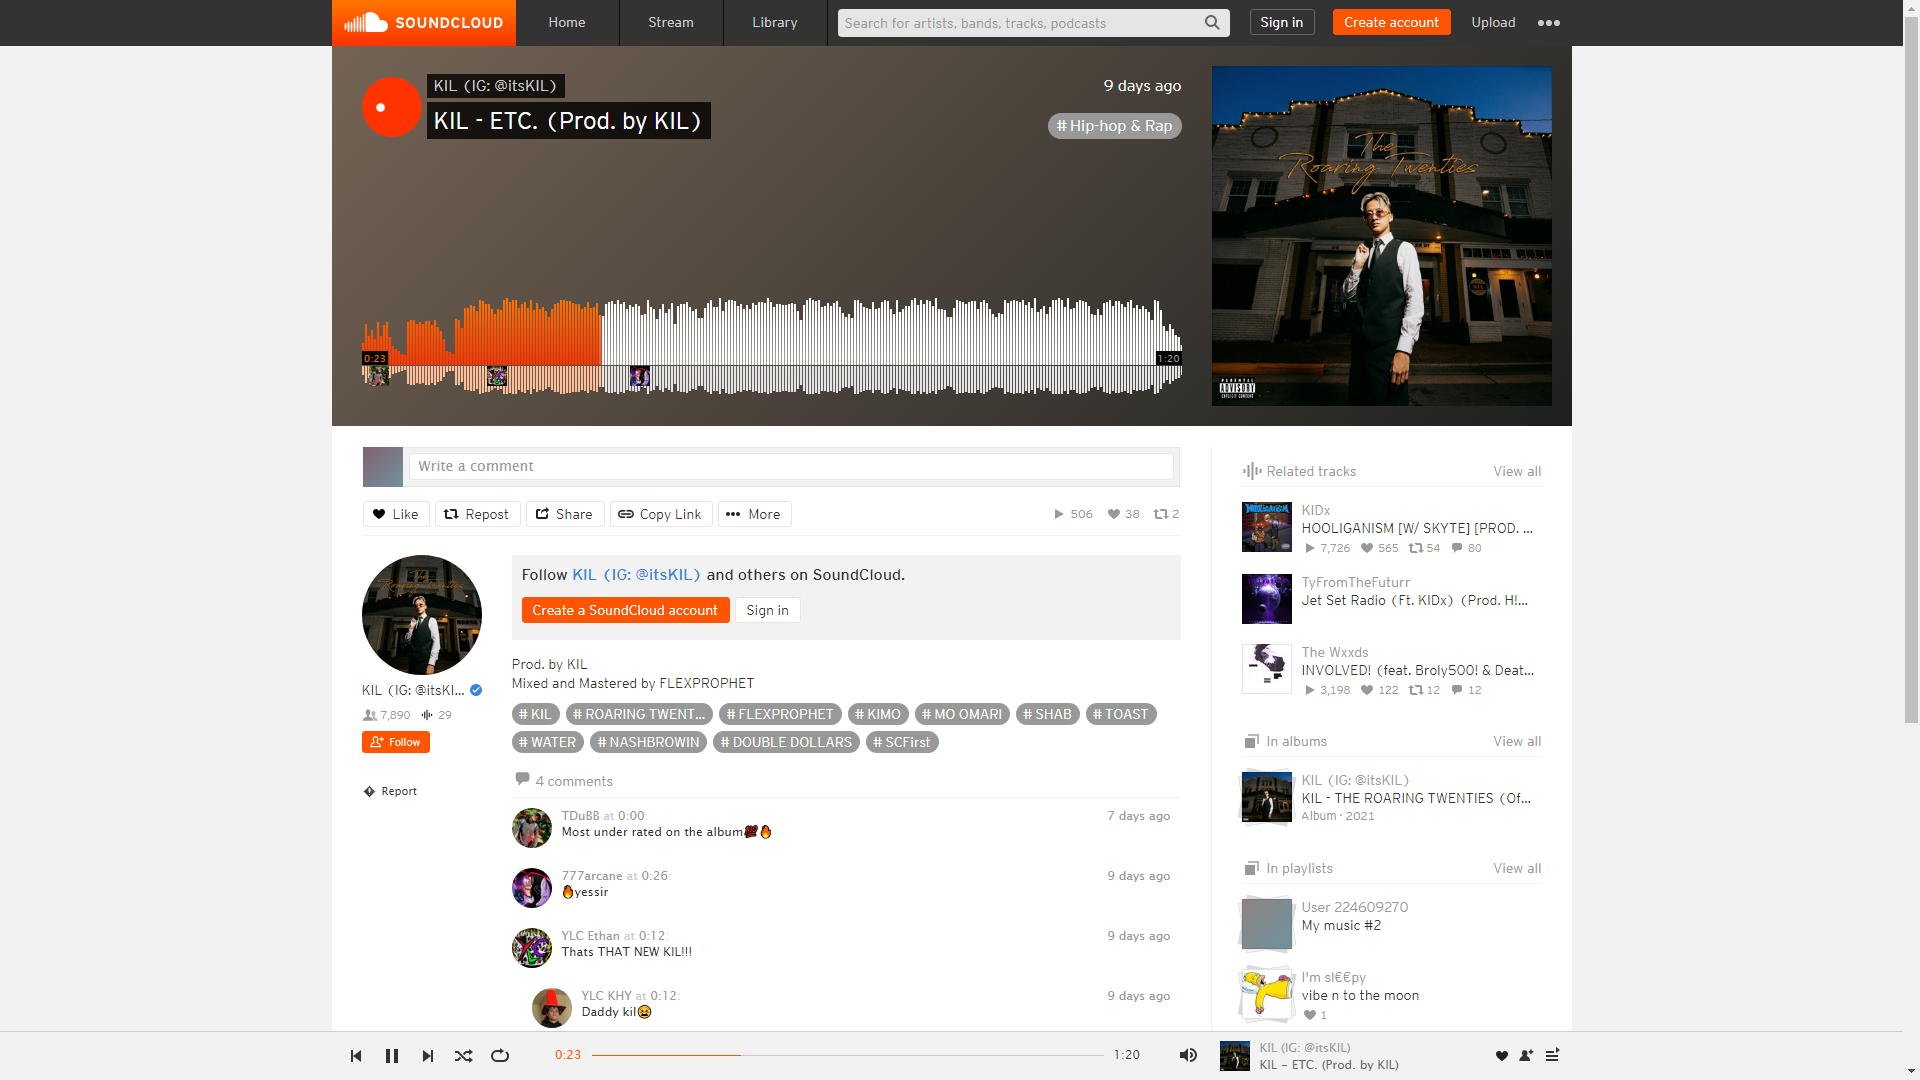 SOUNDCLOUD
Home
Stream
Library
Search for artists, bands, tracks, podcasts
Sign in
Create account
Upload
KIL (IG: @itsKIL)
KIL - ETC. (Prod. by KIL)
9 days ago
# Hip-hop & Rap
The
Roaring Twenties
PARENTAL
ADVISORY
EXPLICIT CONTENT
0:23
1:20
Write a comment
Like
Repost
Share
Copy Link
More
506
38
2
KIL (IG: @itsKI...
7,890
29
Follow
Report
Follow KIL (IG: @itsKIL) and others on SoundCloud.
Create a SoundCloud account
Sign in
Prod. by KIL
Mixed and Mastered by FLEXPROPHET
# KIL
# ROARING TWENT...
# FLEXPROPHET
# KIMO
# MO OMARI
# SHAB
# TOAST
# WATER
# NASHBROWIN
# DOUBLE DOLLARS
# SCFirst
4 comments
TDuBB at 0:00:
7 days ago
Most under rated on the album💯🔥
777arcane at 0:26:
9 days ago
🔥yessir
YLC Ethan at 0:12:
9 days ago
Thats THAT NEW KIL!!!
YLC KHY at 0:12:
9 days ago
Daddy kil😆
Related tracks
View all
KIDx
HOOLIGANISM [W/ SKYTE] [PROD. ...
7,726
565
54
80
TyFromTheFuturr
Jet Set Radio (Ft. KIDx) (Prod. H!...
The Wxxds
INVOLVED! (feat. Broly500! & Deat...
3,198
122
12
12
In albums
View all
KIL (IG: @itsKIL)
KIL - THE ROARING TWENTIES (Of...
Album · 2021
In playlists
View all
User 224609270
My music #2
I'm sl€€py
vibe n to the moon
1
0:23
1:20
KIL (IG: @itsKIL)
KIL – ETC. (Prod. by KIL)